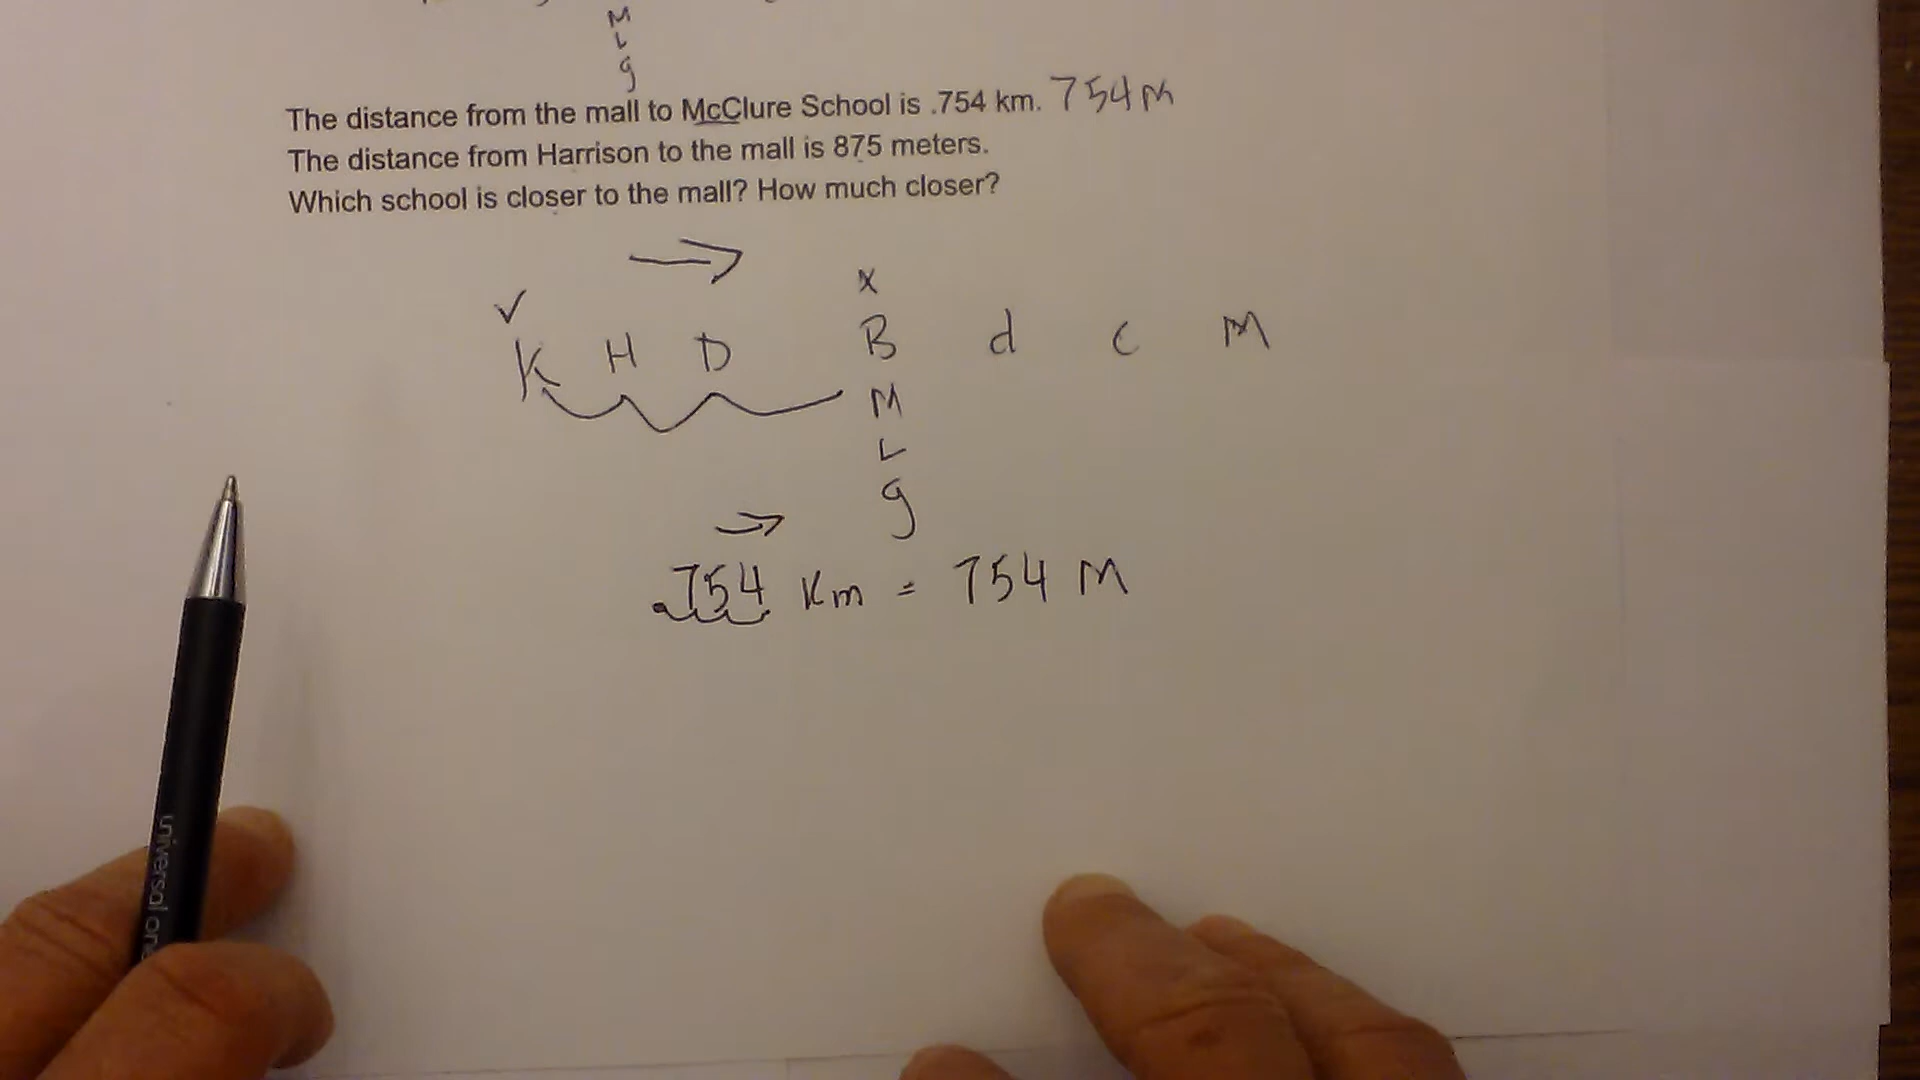 M
L
g
The distance from the mall to McClure School is .754 km. 754 M
The distance from Harrison to the mall is 875 meters.
Which school is closer to the mall? How much closer?
x
K H D B d c M
M
L
g
.754 Km = 754 M
universal